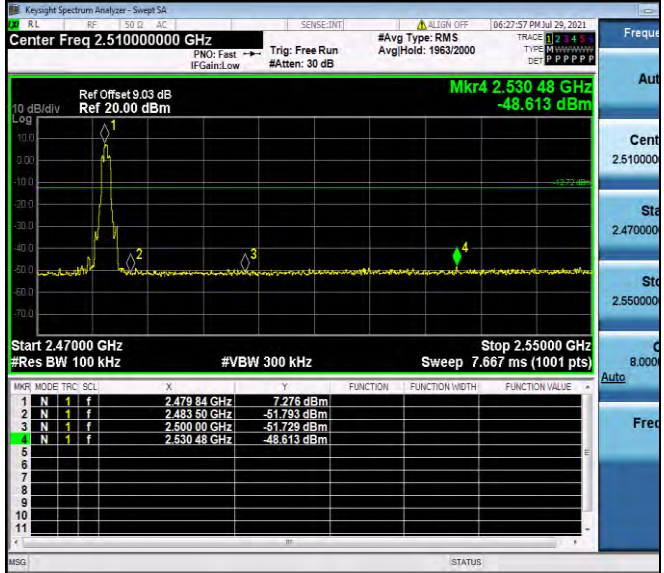 Keysight Spectrum Analyzer - Swept SA
RL RF 50 Ω AC SENSE:INT ALIGN OFF 06:27:57 PM Jul 29, 2021
Center Freq 2.510000000 GHz
PNO: Fast
IFGain:Low
Trig: Free Run
#Atten: 30 dB
#Avg Type: RMS
Avg|Hold: 1963/2000
TRACE 1 2 3 4 5 6
TYPE M W W W W W
DET P P P P P P
Ref Offset 9.03 dB
Ref 20.00 dBm
10 dB/div
Log
Mkr4 2.530 48 GHz
-48.613 dBm
10.0
0.00
-10.0
-20.0
-30.0
-40.0
-50.0
-60.0
-70.0
1
2
3
4
-12.72 dBm
Start 2.47000 GHz
#Res BW 100 kHz
#VBW 300 kHz
Stop 2.55000 GHz
Sweep 7.667 ms (1001 pts)
MKR MODE TRC SCL X Y FUNCTION FUNCTION WIDTH FUNCTION VALUE
1 N 1 f 2.479 84 GHz 7.276 dBm
2 N 1 f 2.483 50 GHz -51.793 dBm
3 N 1 f 2.500 00 GHz -51.729 dBm
4 N 1 f 2.530 48 GHz -48.613 dBm
5
6
7
8
9
10
11
MSG STATUS
Freque
Aut
Cent
2.510000
Sta
2.470000
Sto
2.550000
C
8.0000
Auto
Freq